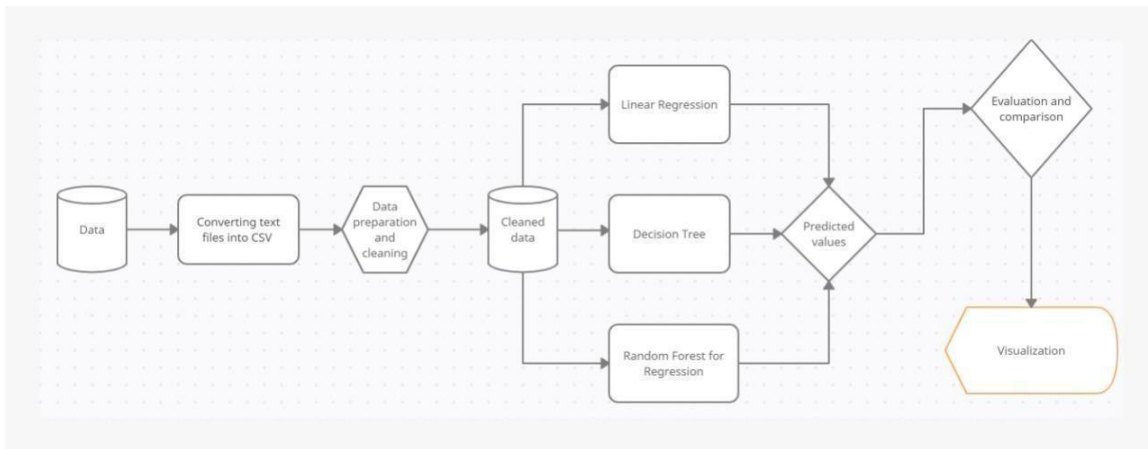 Data
Converting text
files into CSV
Data
preparation
and
cleaning
Cleaned
data
Linear Regression
Decision Tree
Random Forest for
Regression
Predicted
values
Evaluation and
comparison
Visualization